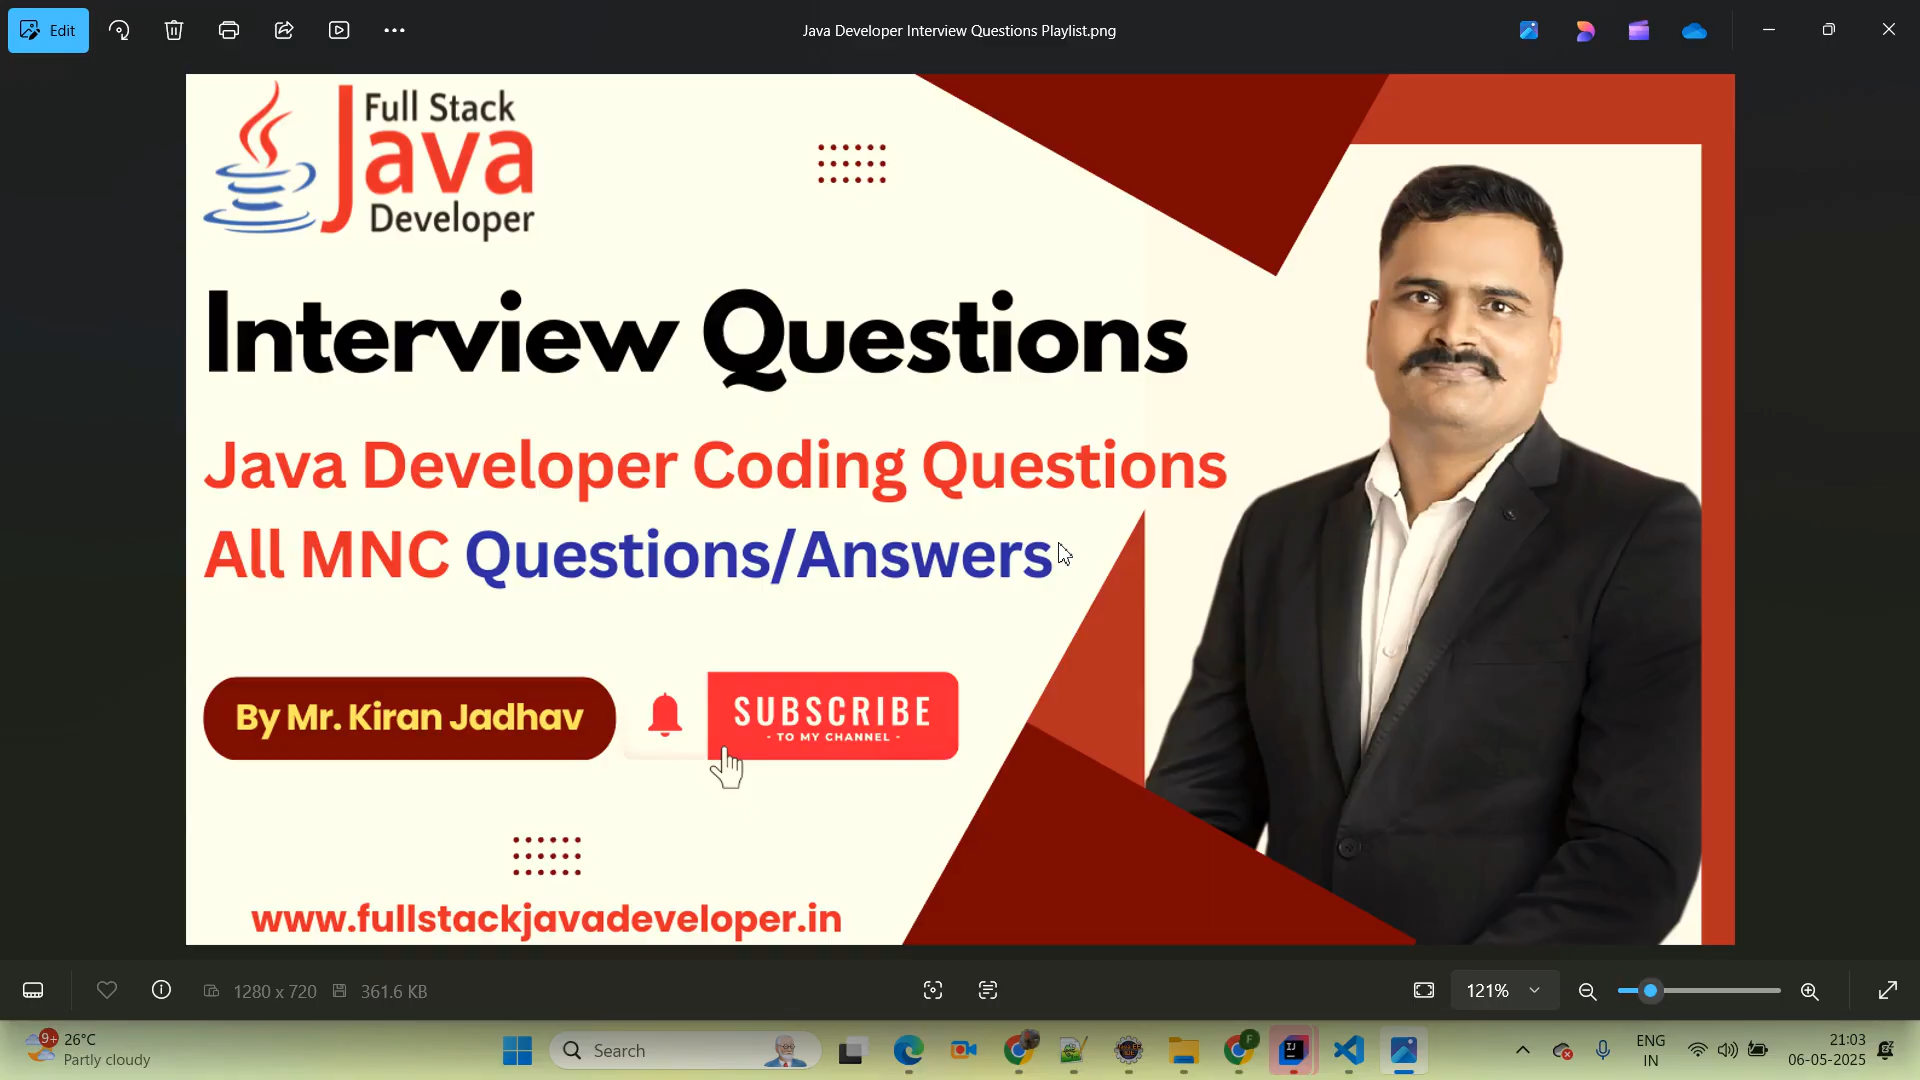 Edit
Java Developer Interview Questions Playlist.png
Full Stack
Java
Developer
Interview Questions
Java Developer Coding Questions
All MNC Questions/Answers
By Mr. Kiran Jadhav
SUBSCRIBE
- TO MY CHANNEL -
www.fullstackjavadeveloper.in
1280 x 720
361.6 KB
121%
9+
26°C
Partly cloudy
Search
F
IJ
ENG
IN
21:03
06-05-2025